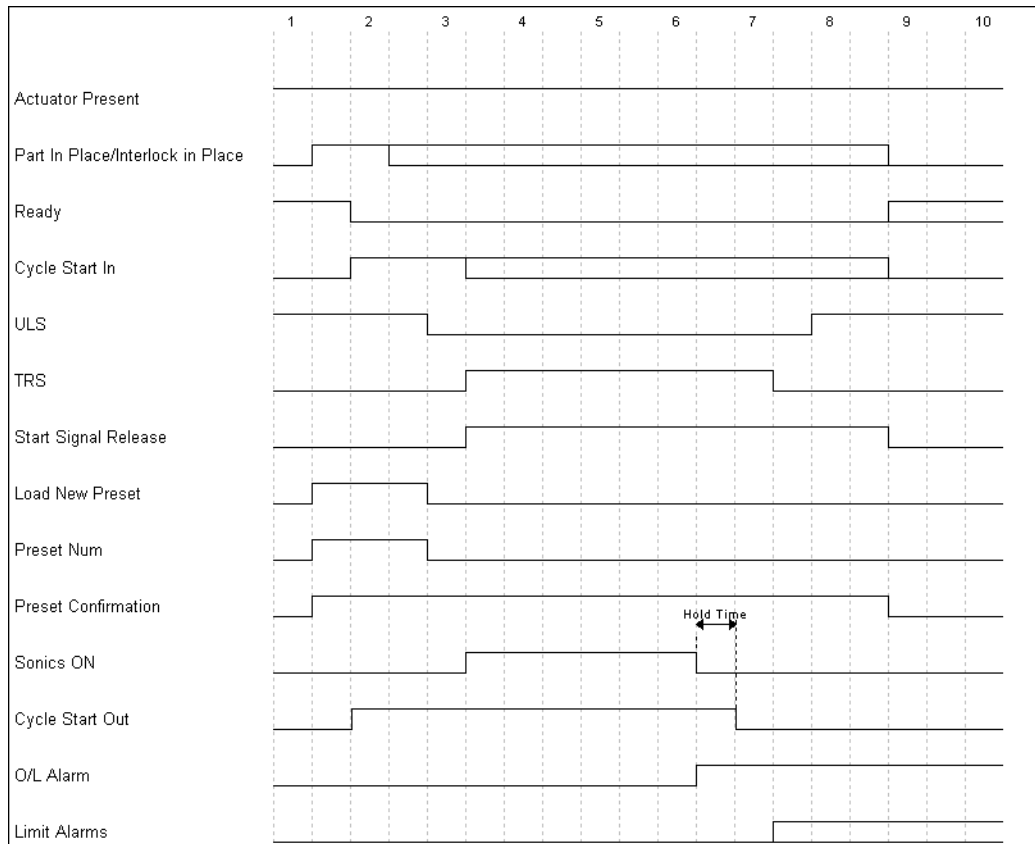 1 2 3 4 5 6 7 8 9 10
Actuator Present
Part In Place/Interlock in Place
Ready
Cycle Start In
ULS
TRS
Start Signal Release
Load New Preset
Preset Num
Preset Confirmation
Hold Time
Sonics ON
Cycle Start Out
O/L Alarm
Limit Alarms